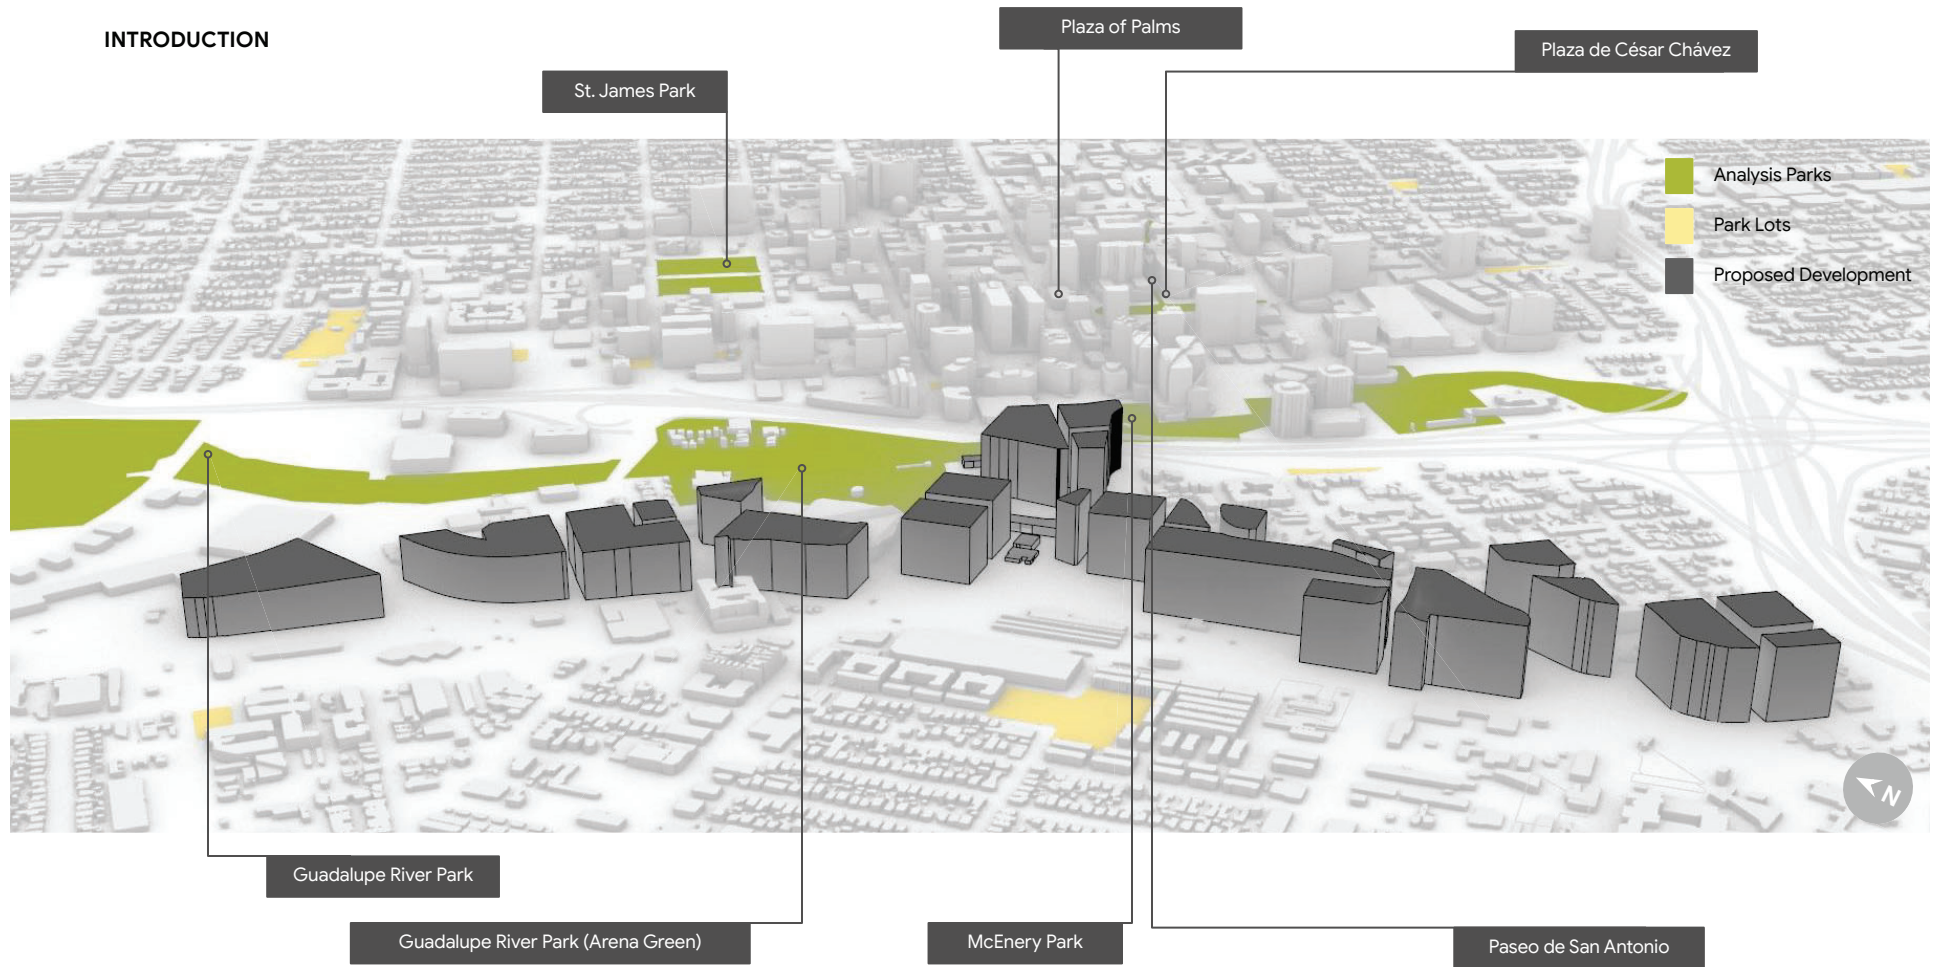 INTRODUCTION
Plaza of Palms
Plaza de César Chávez
St. James Park
Analysis Parks
Park Lots
Proposed Development
N
Guadalupe River Park
Guadalupe River Park (Arena Green)
McEnery Park
Paseo de San Antonio